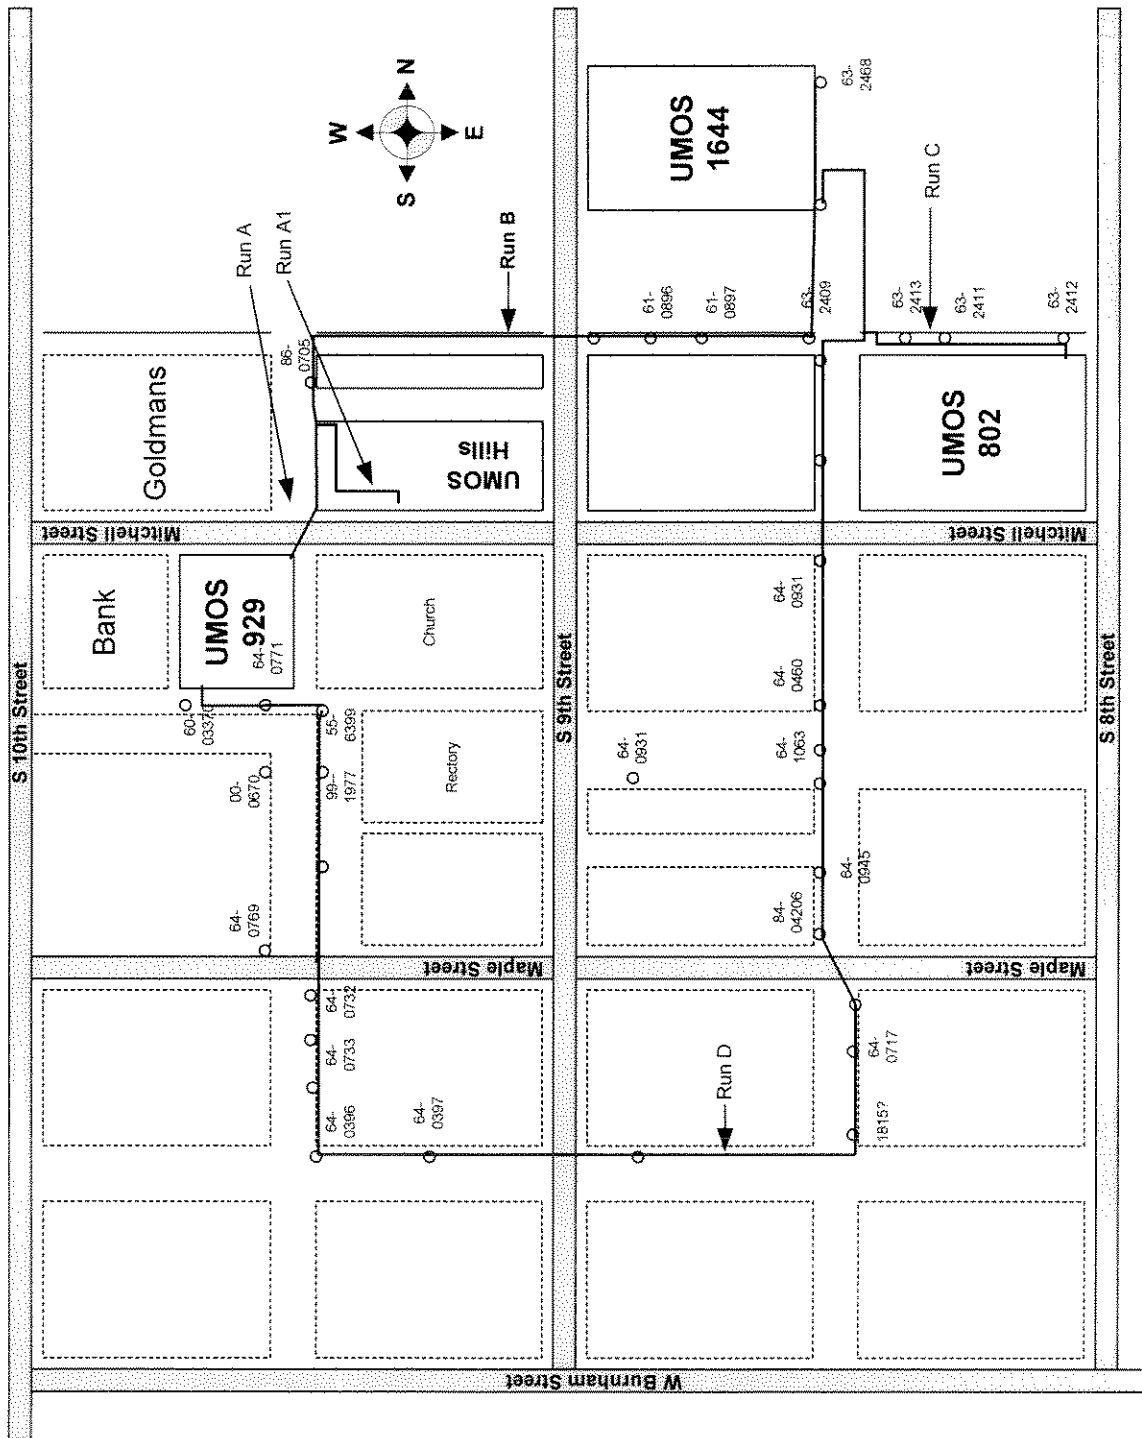 S 10th Street
Goldmans
Mitchell Street
Bank
UMOS
929
64-
0771
60-
03370
00-
0670
64-
0769
Run A
Run A1
Run B
N
W
E
S
86-
0705
UMOS
Hills
Church
55-
6399
99--
1977
Rectory
Maple Street
64-
0732
64-
0733
64-
0396
64-
0397
S 9th Street
UMOS
1644
63-
2468
61-
0896
61-
0897
63-
2409
63-
2413
63-
2411
63-
2412
Run C
UMOS
802
Mitchell Street
64-
0931
64-
0460
64-
1063
64-
0931
64-
0945
84-
04206
Maple Street
64-
0717
1815?
Run D
S 8th Street
W Burnham Street